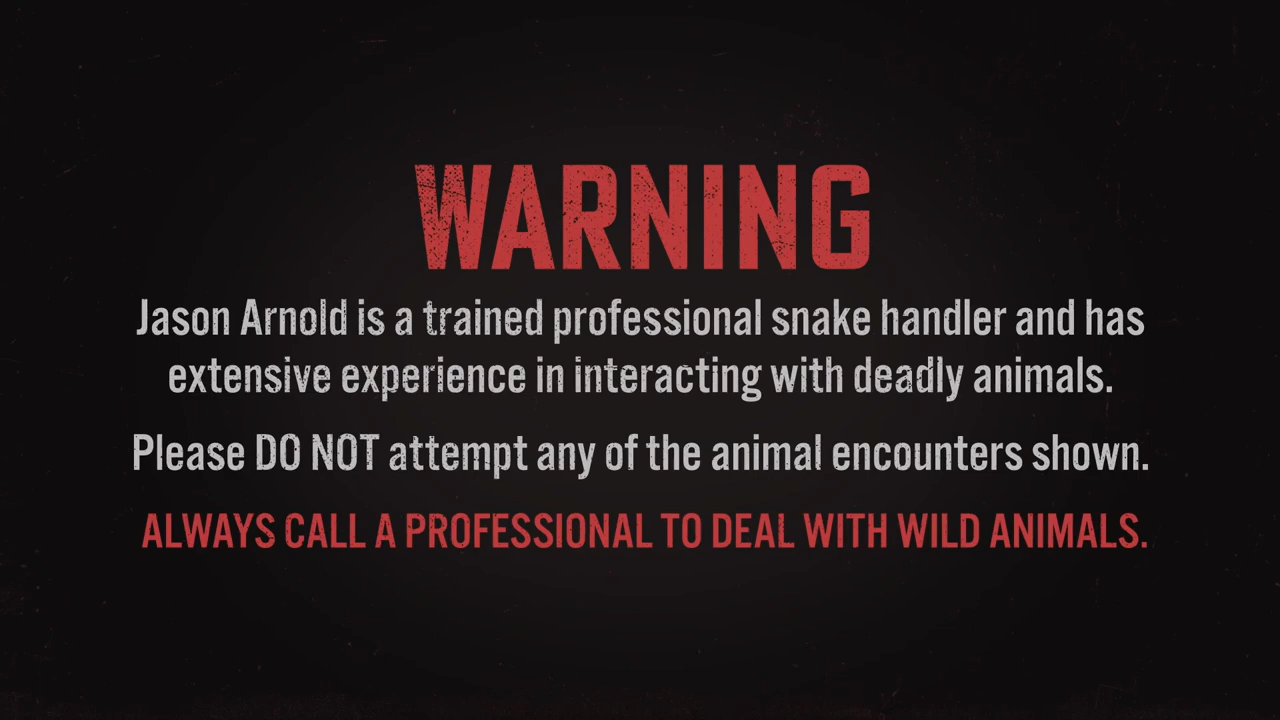 WARNING
Jason Arnold is a trained professional snake handler and has
extensive experience in interacting with deadly animals.
Please DO NOT attempt any of the animal encounters shown.
ALWAYS CALL A PROFESSIONAL TO DEAL WITH WILD ANIMALS.